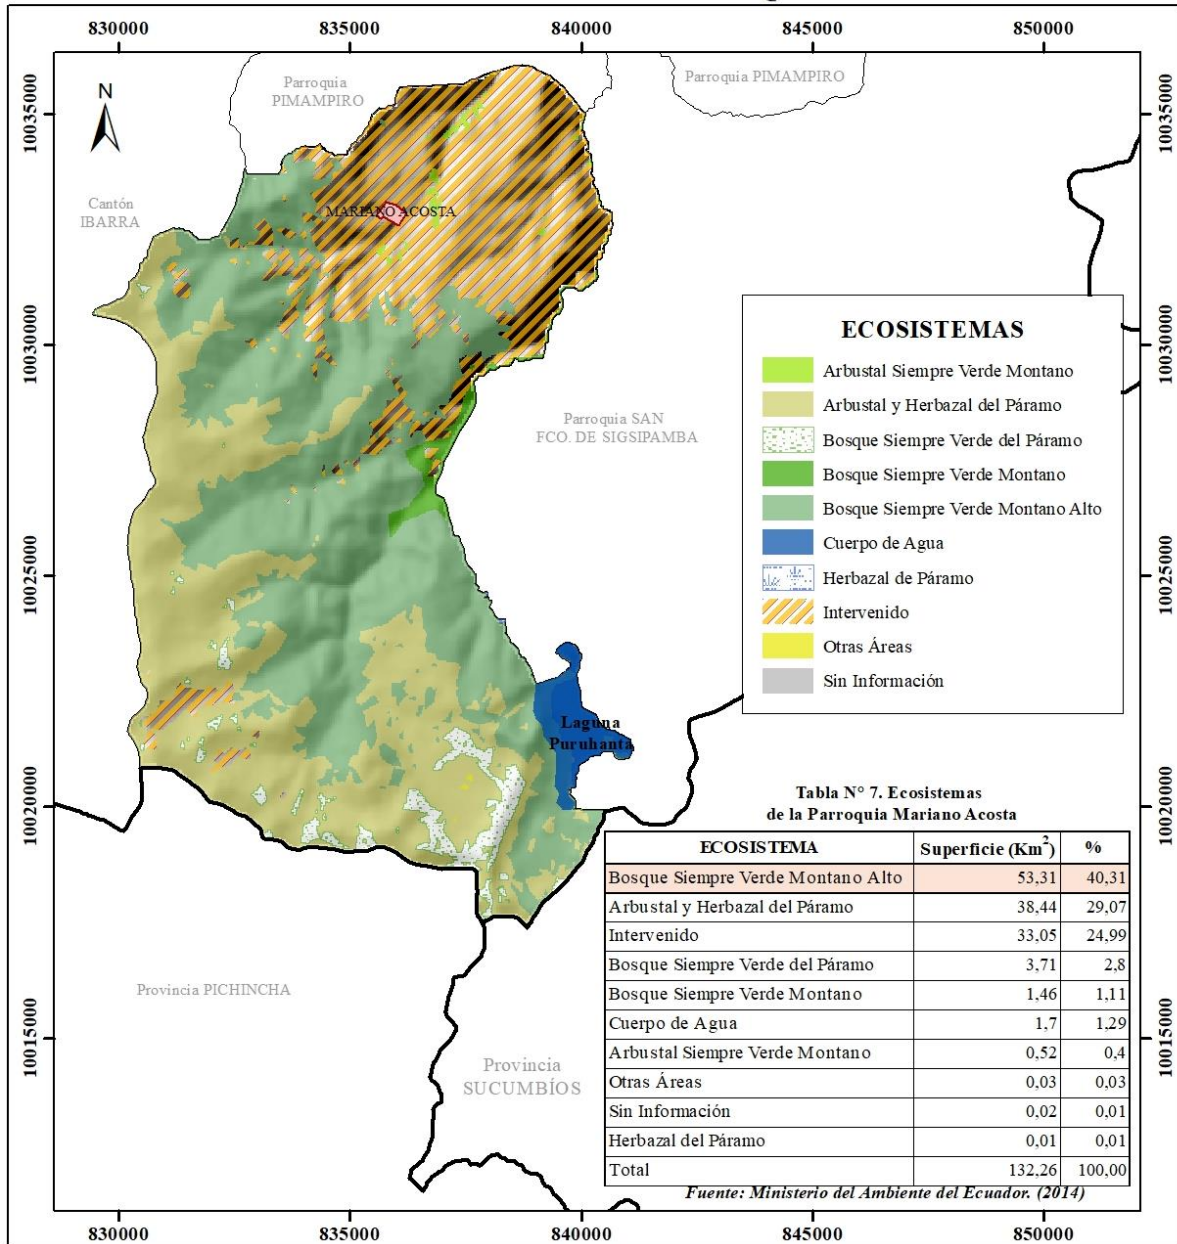 830000 835000 840000 845000 850000
10035000 10035000
10030000 10030000
10025000 10025000
10020000 10020000
10015000 10015000
N
Parroquia
PIMAMPIRO
Parroquia PIMAMPIRO
Cantón
IBARRA
MARIANO ACOSTA
Parroquia SAN
FCO. DE SIGSIPAMBA
Laguna
Puruhanta
Provincia PICHINCHA
Provincia
SUCUMBÍOS
ECOSISTEMAS
Arbustal Siempre Verde Montano
Arbustal y Herbazal del Páramo
Bosque Siempre Verde del Páramo
Bosque Siempre Verde Montano
Bosque Siempre Verde Montano Alto
Cuerpo de Agua
Herbazal de Páramo
Intervenido
Otras Áreas
Sin Información
Tabla N° 7. Ecosistemas
de la Parroquia Mariano Acosta
ECOSISTEMA Superficie (Km²) %
Bosque Siempre Verde Montano Alto 53,31 40,31
Arbustal y Herbazal del Páramo 38,44 29,07
Intervenido 33,05 24,99
Bosque Siempre Verde del Páramo 3,71 2,8
Bosque Siempre Verde Montano 1,46 1,11
Cuerpo de Agua 1,7 1,29
Arbustal Siempre Verde Montano 0,52 0,4
Otras Áreas 0,03 0,03
Sin Información 0,02 0,01
Herbazal del Páramo 0,01 0,01
Total 132,26 100,00
Fuente: Ministerio del Ambiente del Ecuador. (2014)
830000 835000 840000 845000 850000